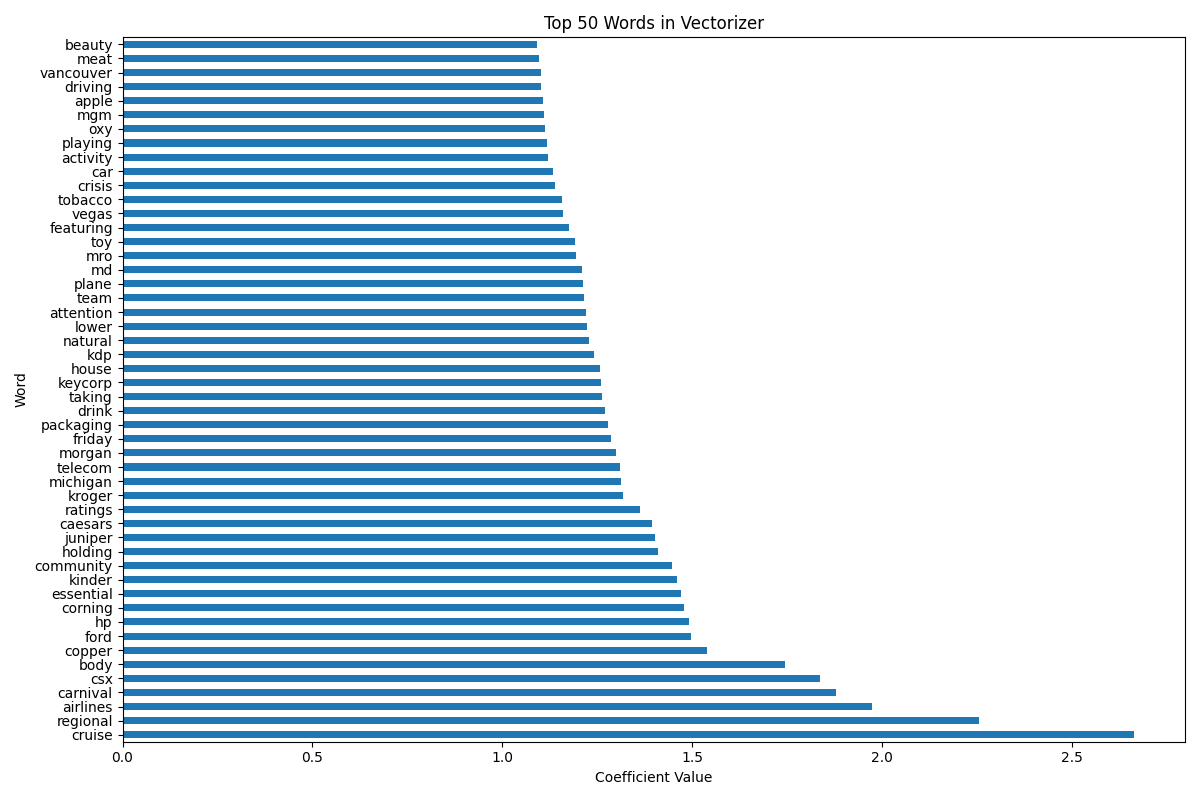 Top 50 Words in Vectorizer
beauty
meat
vancouver
driving
apple
mgm
oxy
playing
activity
car
crisis
tobacco
vegas
featuring
toy
mro
md
plane
team
attention
lower
natural
kdp
house
keycorp
taking
drink
packaging
friday
morgan
telecom
michigan
kroger
ratings
caesars
juniper
holding
community
kinder
essential
corning
hp
ford
copper
body
csx
carnival
airlines
regional
cruise
Word
0.0 0.5 1.0 1.5 2.0 2.5
Coefficient Value